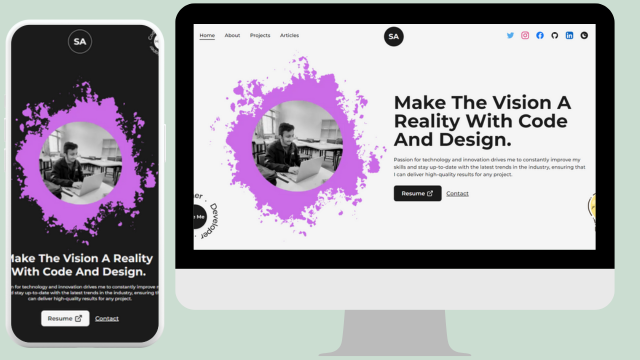 SA
Make The Vision A Reality
With Code And Design.
for technology and innovation drives me to constantly improve
stay up-to-date with the latest trends in the industry, ensuring
can deliver high-quality results for any project.
Resume
Contact
Home About Projects Articles
SA
Make The Vision A
Reality With Code
And Design.
Passion for technology and innovation drives me to constantly improve my
skills and stay up-to-date with the latest trends in the industry, ensuring that
I can deliver high-quality results for any project.
Resume
Contact
Me
Developer